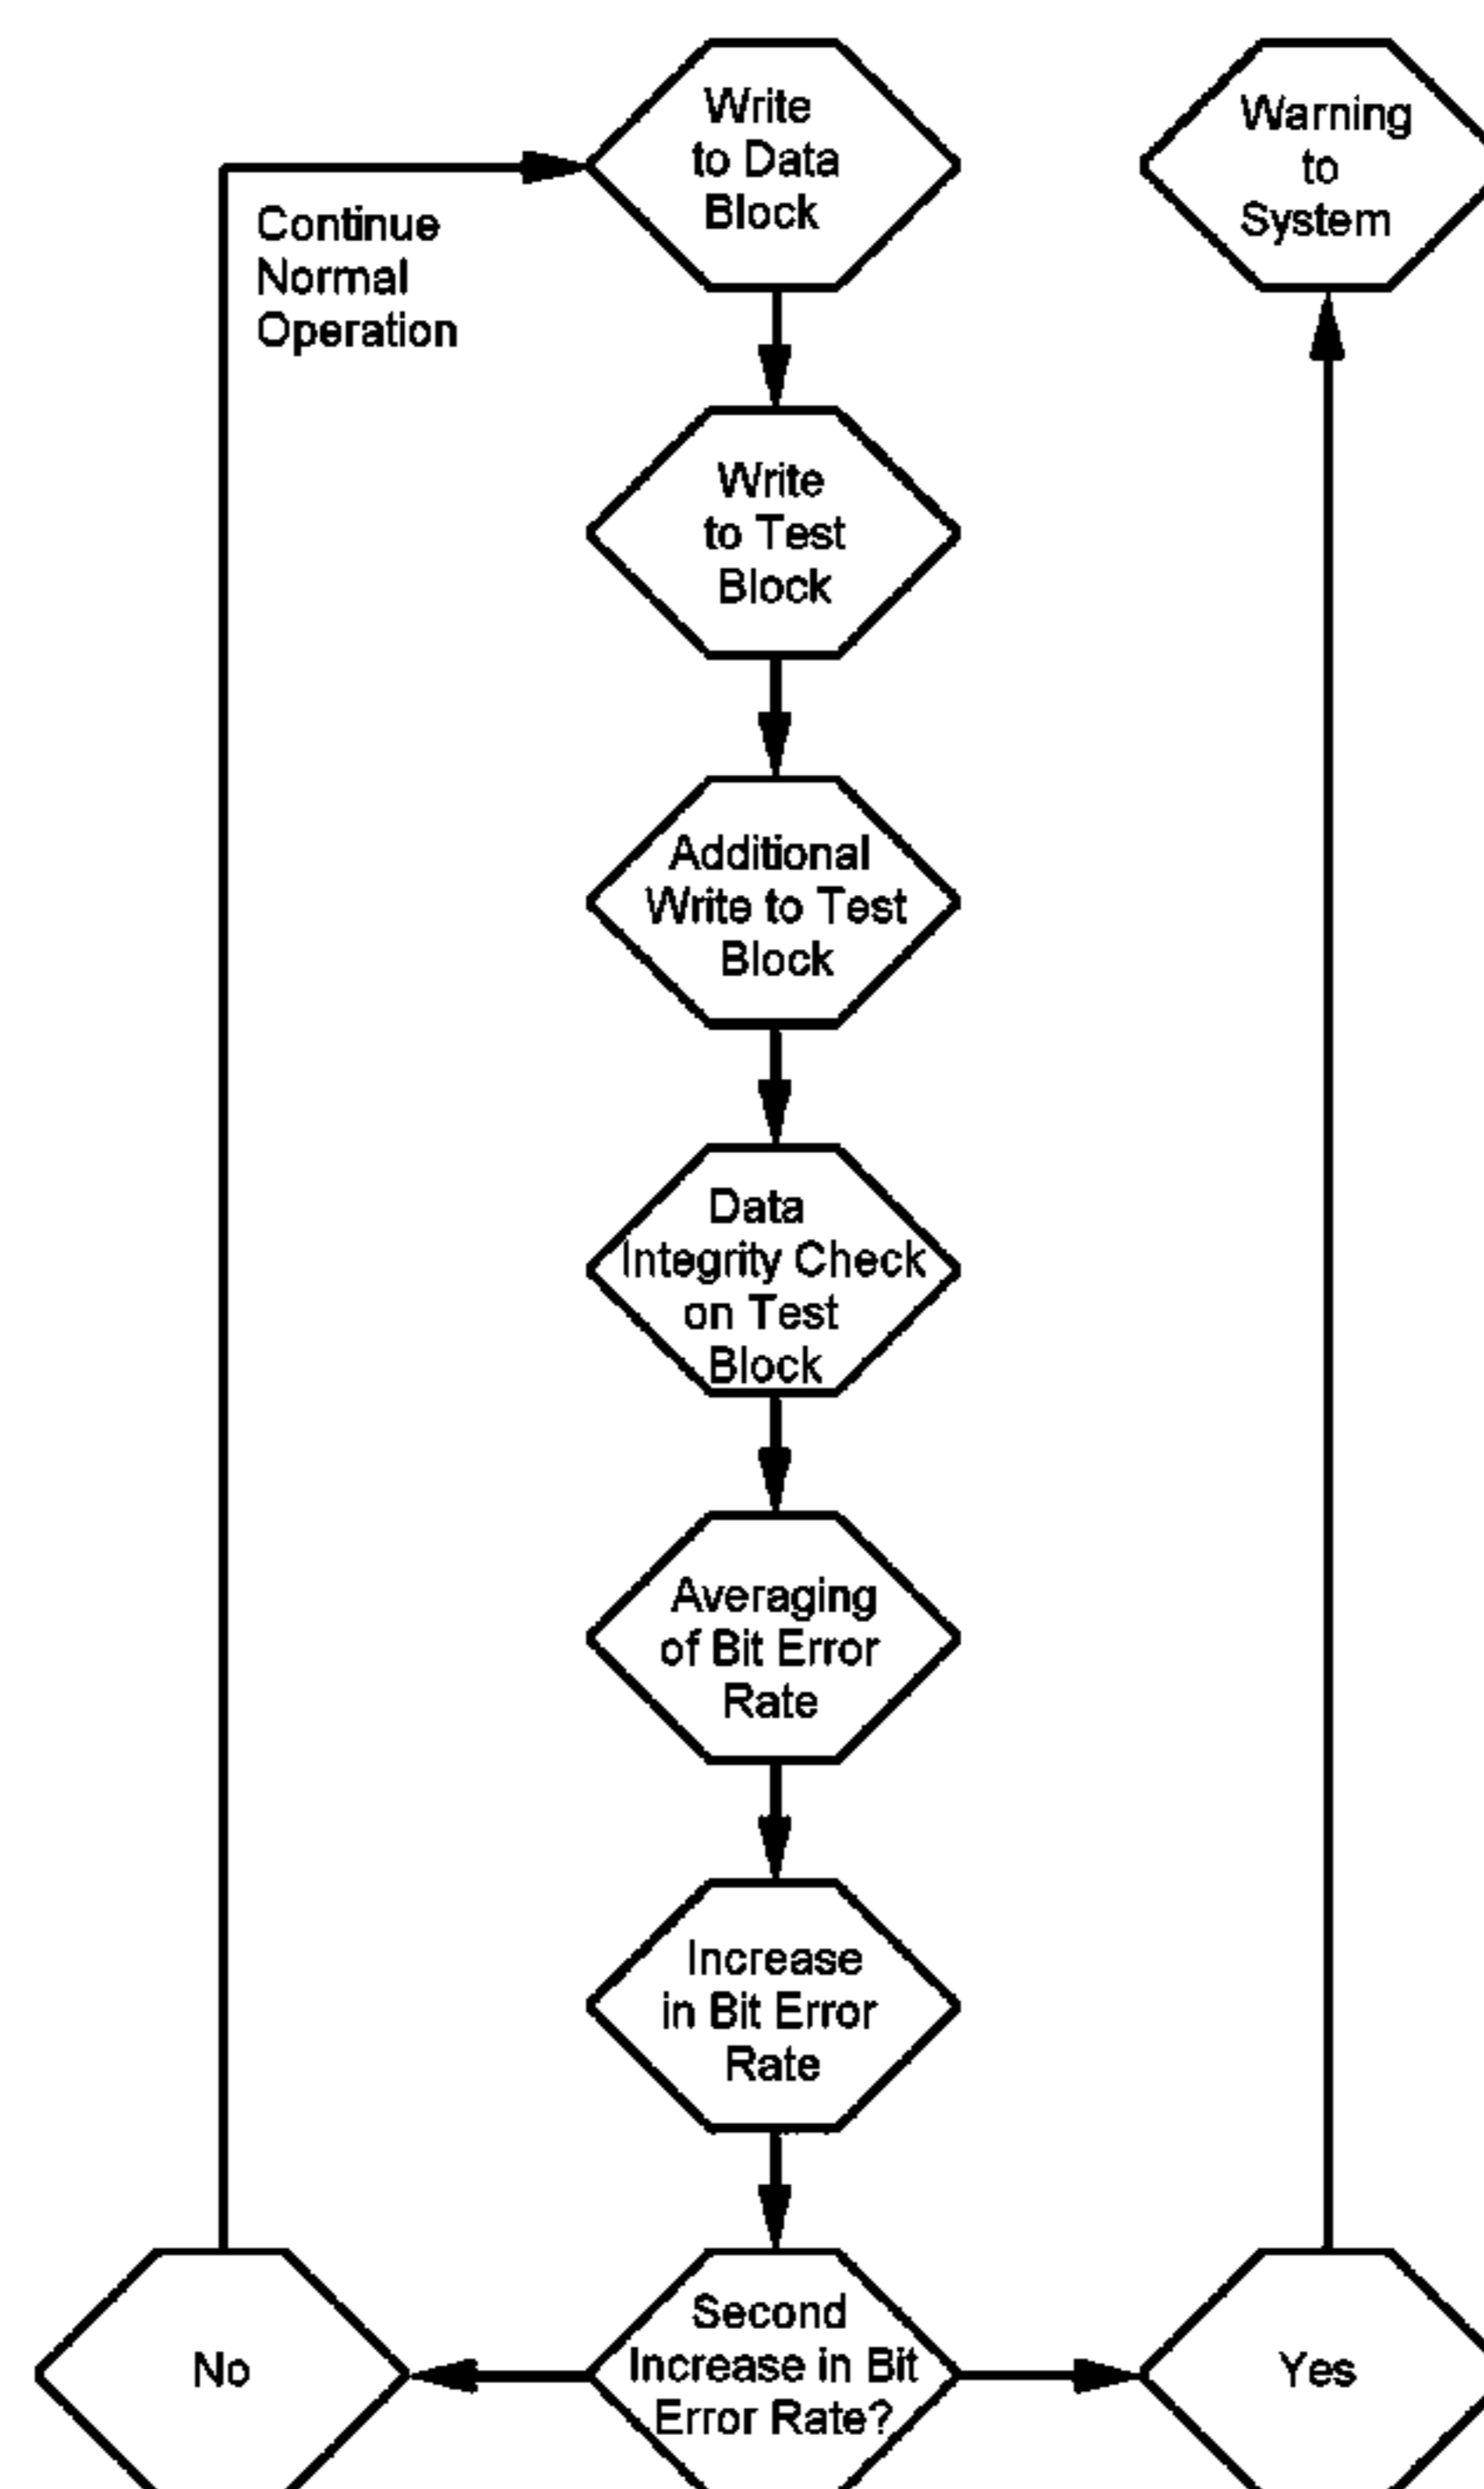 Write
to Data
Block
Warning
to
System
Continue
Normal
Operation
Write
to Test
Block
Additional
Write to Test
Block
Data
Integrity Check
on Test
Block
Averaging
of Bit Error
Rate
Increase
in Bit Error
Rate
No
Second
Increase in Bit
Error Rate?
Yes